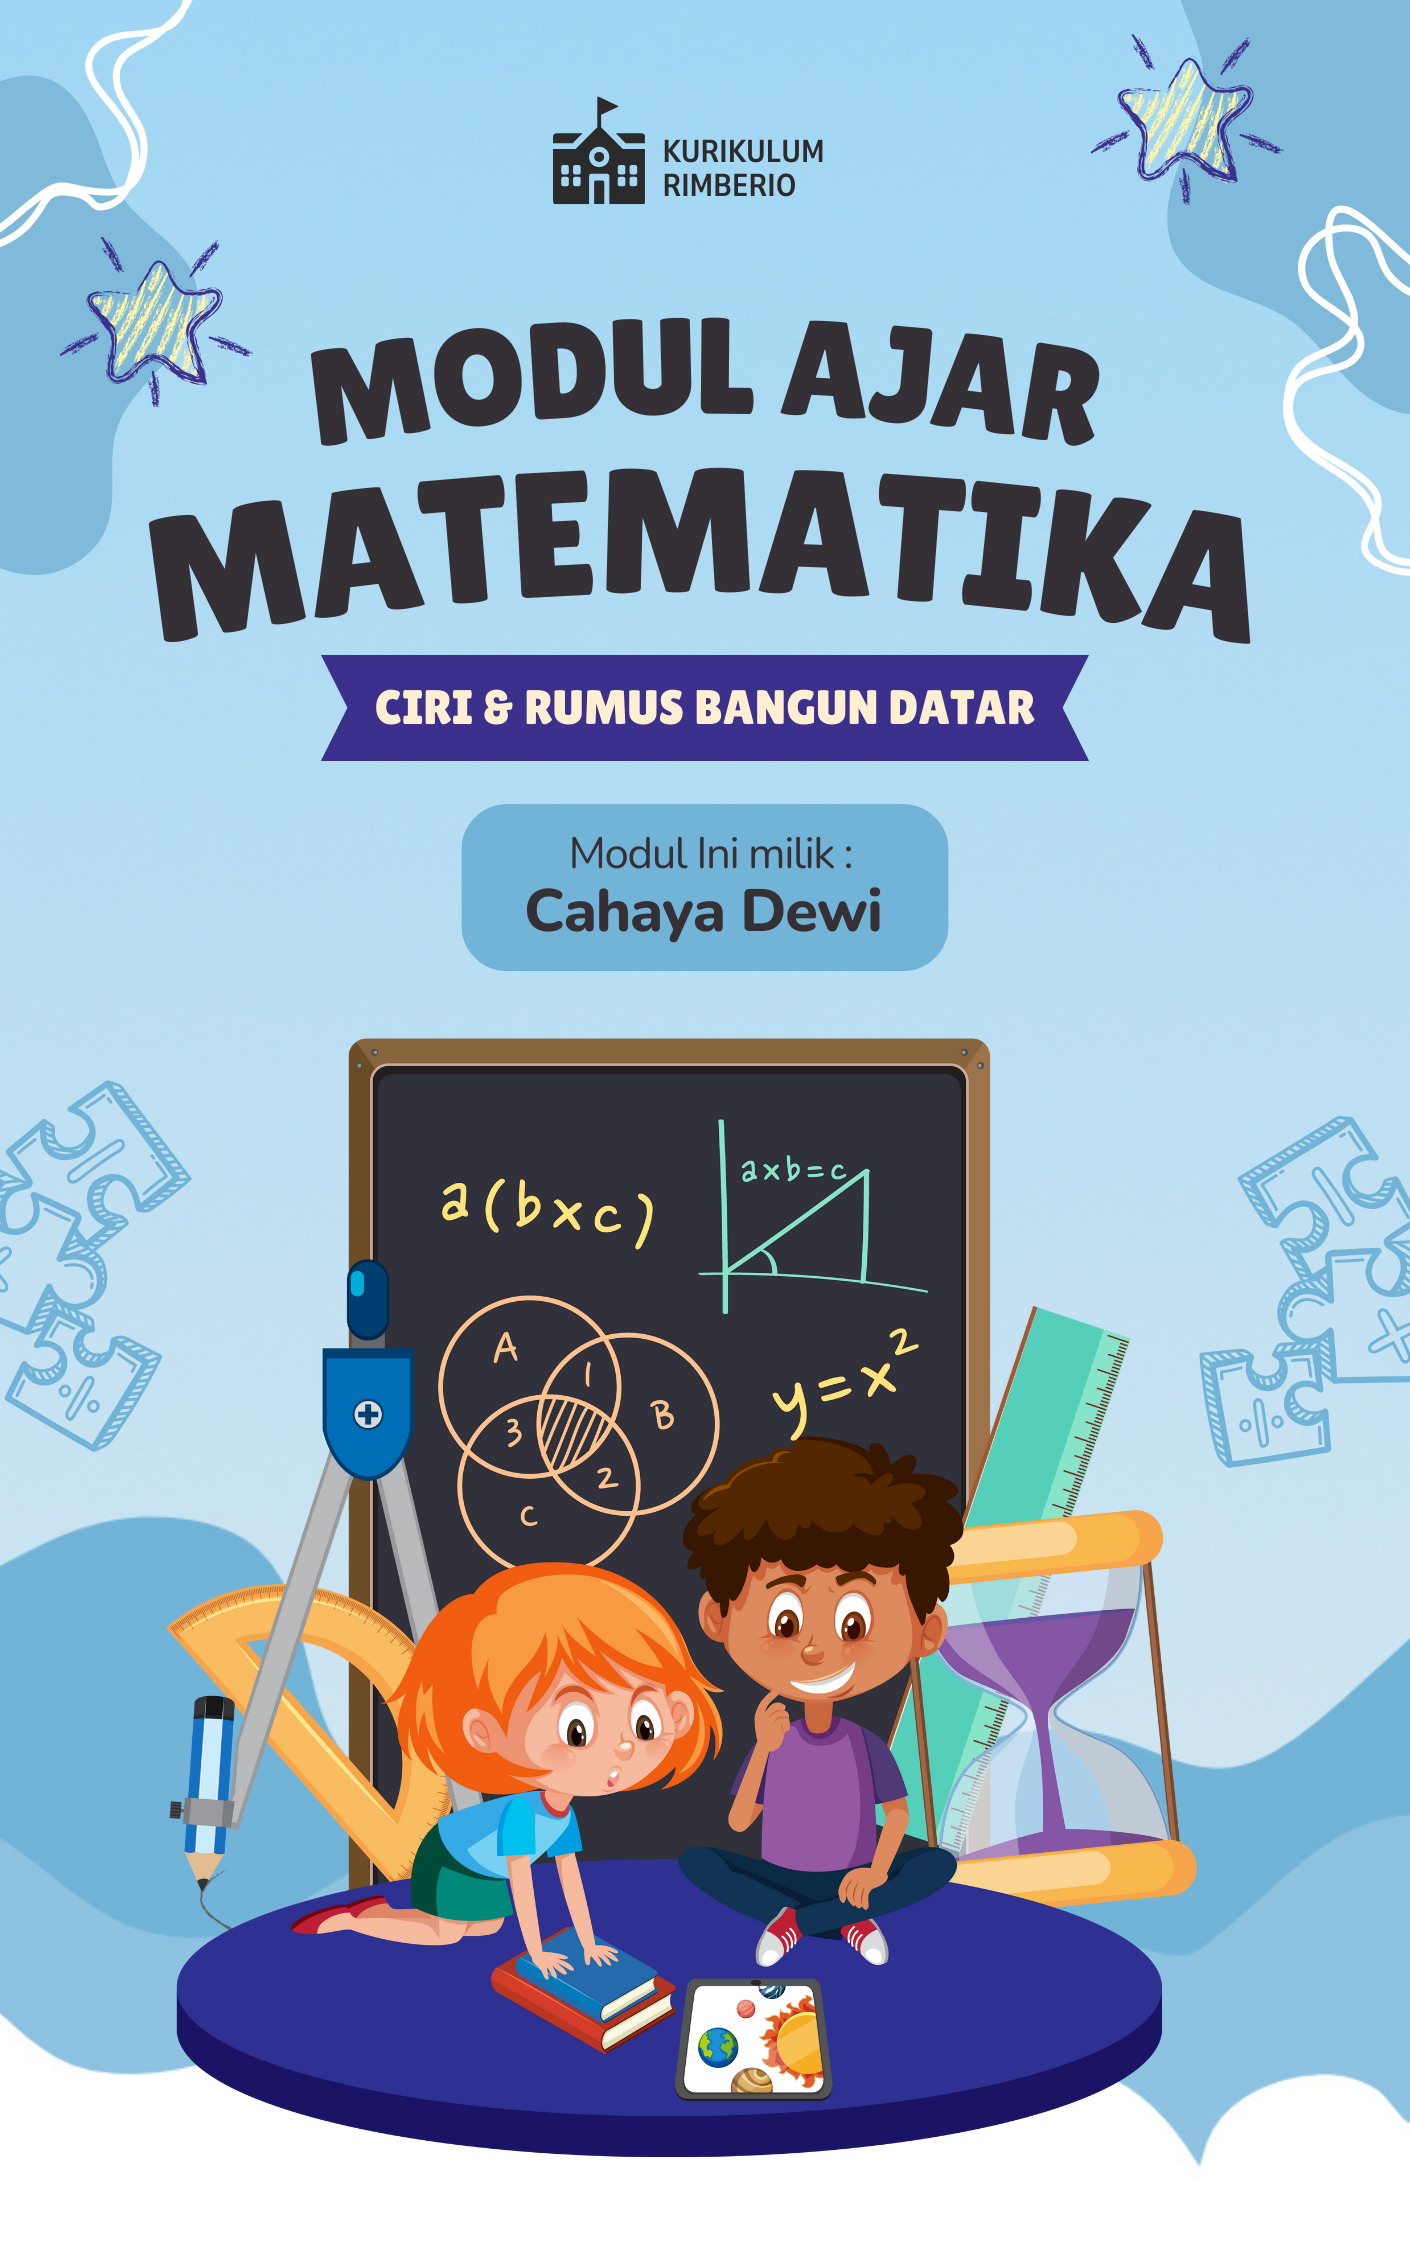 KURIKULUM
RIMBERIO
MODUL AJAR
MATEMATIKA
CIRI & RUMUS BANGUN DATAR
Modul Ini milik :
Cahaya Dewi
a(bxc)
axb=c
A
1
B
3
2
C
y=x²